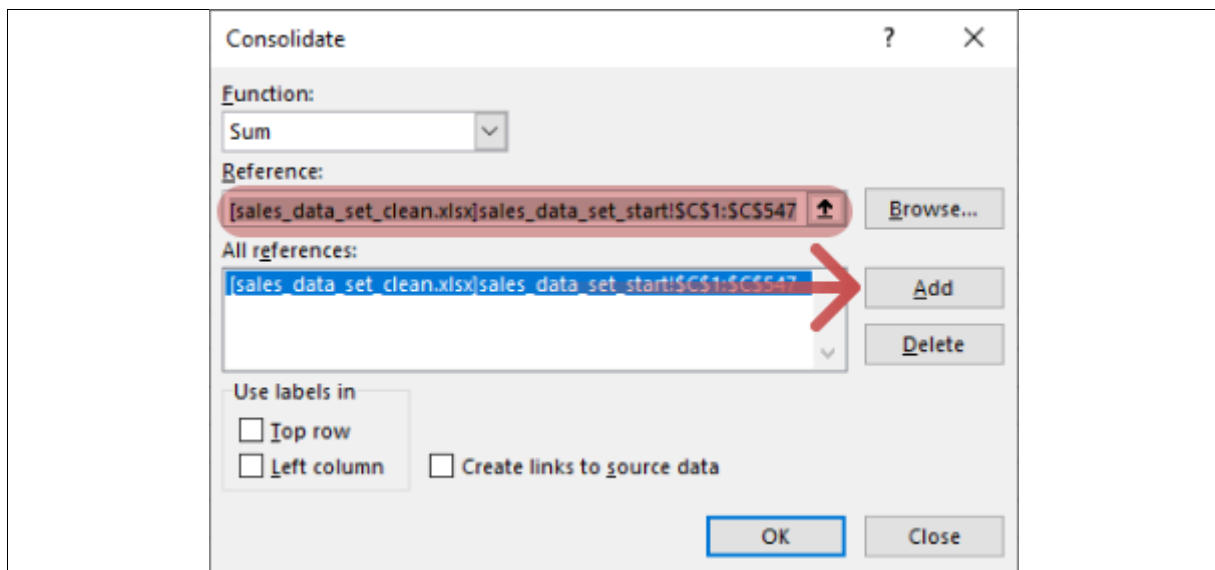 Consolidate ?
Function:
Sum
Reference:
[sales_data_set_clean.xlsx]sales_data_set_start!$C$1:$C$547 Browse...
All references:
[sales_data_set_clean.xlsx]sales_data_set_start!$C$1:$C$547 Add
Delete
Use labels in
Top row
Left column Create links to source data
OK Close